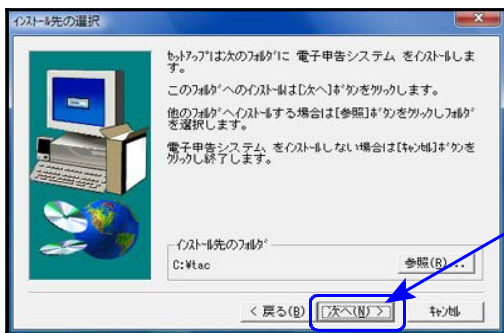 インストール先の選択
セットアップは次のフォルダに 電子申告システム をインストールしま
す。
このフォルダへのインストールは[次へ]ボタンをクリックします。
他のフォルダへインストールする場合は[参照]ボタンをクリックしフォルダ
を選択します。
電子申告システム をインストールしない場合は[キャンセル]ボタンを
クリックし終了します。
インストール先のフォルダ
C:¥tac
参照(R)...
< 戻る(B)
次へ(N) >
キャンセル